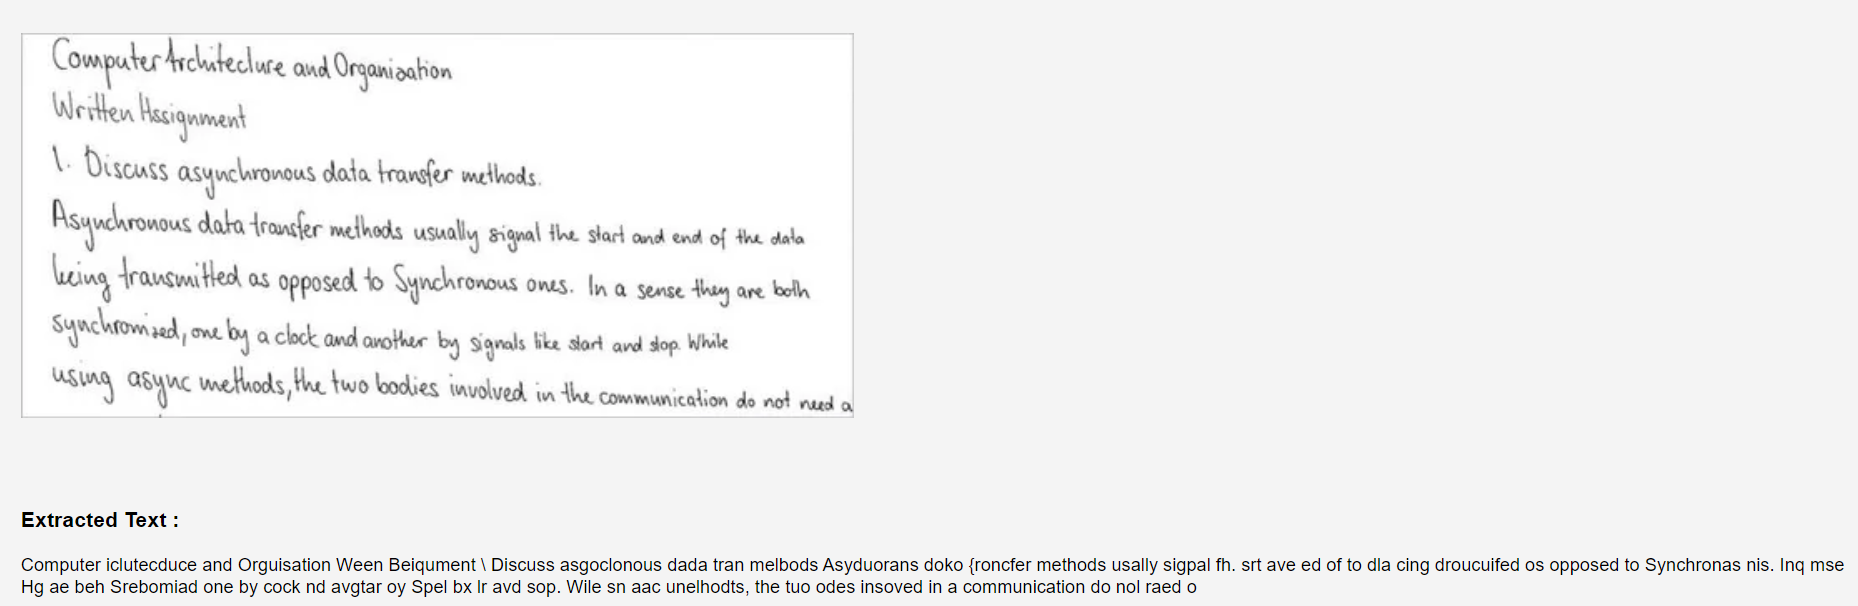 Computer Architecture and Organisation
Written Assignment
1. Discuss asynchronous data transfer methods.
Asynchronous data transfer methods usually signal the start and end of the data
being transmitted as opposed to Synchronous ones. In a sense they are both
synchronized, one by a clock and another by signals like start and stop. While
using async methods, the two bodies involved in the communication do not need a
Extracted Text :
Computer iclutecduce and Orguisation Ween Beiqument \ Discuss asgoclonous dada tran melbods Asyduorans doko {roncfer methods usally sigpal fh. srt ave ed of to dla cing droucuifed os opposed to Synchronas nis. Inq mse
Hg ae beh Srebomiad one by cock nd avgtar oy Spel bx lr avd sop. Wile sn aac unelhodts, the tuo odes insoved in a communication do nol raed o